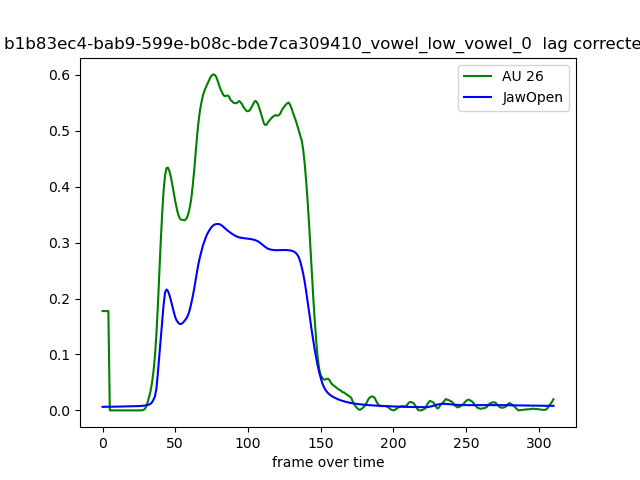 b1b83ec4-bab9-599e-b08c-bde7ca309410_vowel_low_vowel_0 lag correcte
AU 26
JawOpen
0.6
0.5
0.4
0.3
0.2
0.1
0.0
0 50 100 150 200 250 300
frame over time